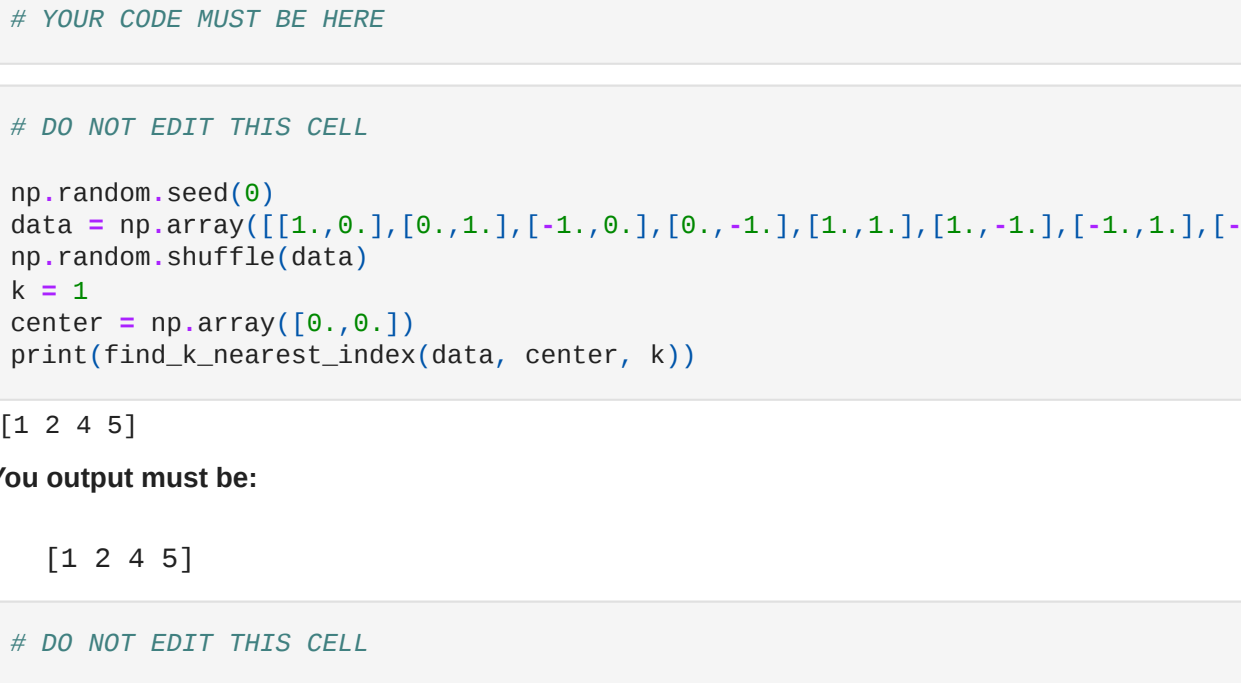 # YOUR CODE MUST BE HERE
# DO NOT EDIT THIS CELL
np.random.seed(0)
data = np.array([[1.,0.],[0.,1.],[-1.,0.],[0.,-1.],[1.,1.],[1.,-1.],[-1.,1.],[-
np.random.shuffle(data)
k = 1
center = np.array([0.,0.])
print(find_k_nearest_index(data, center, k))
[1 2 4 5]
You output must be:
[1 2 4 5]
# DO NOT EDIT THIS CELL